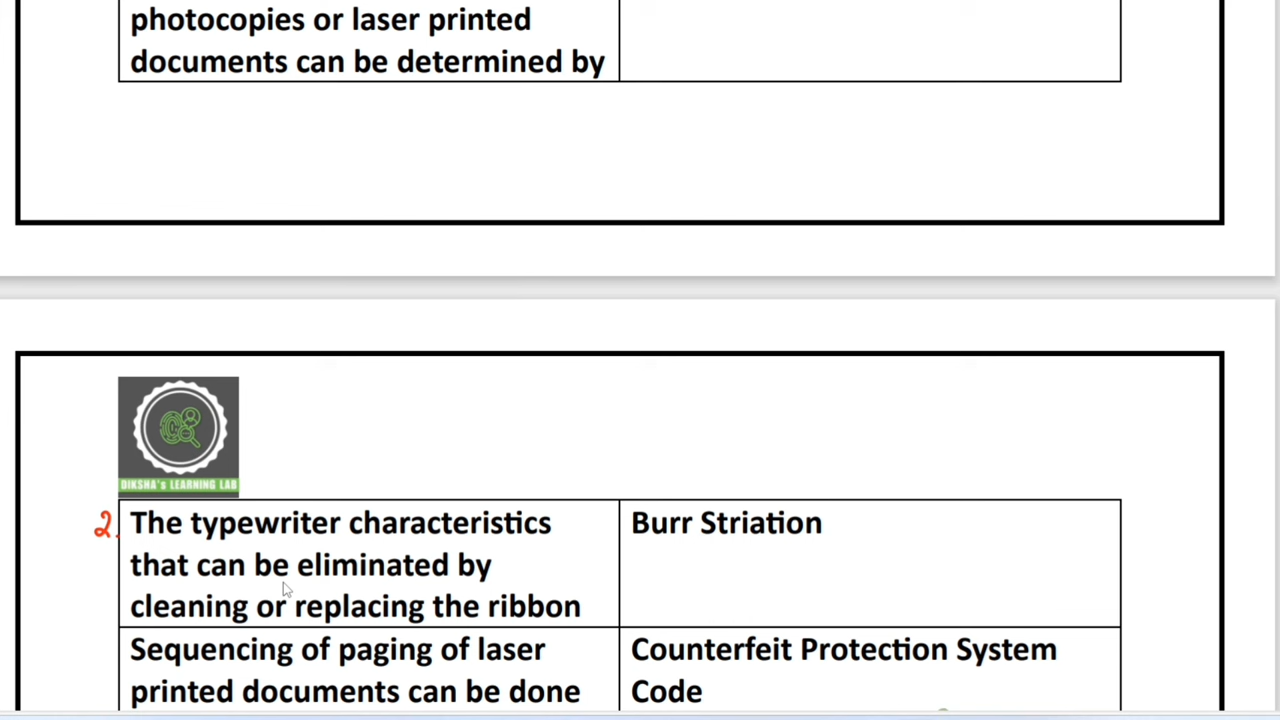 photocopies or laser printed
documents can be determined by
DIKSHA's LEARNING LAB
2.
The typewriter characteristics
that can be eliminated by
cleaning or replacing the ribbon
Burr Striation
Sequencing of paging of laser
printed documents can be done
Counterfeit Protection System
Code